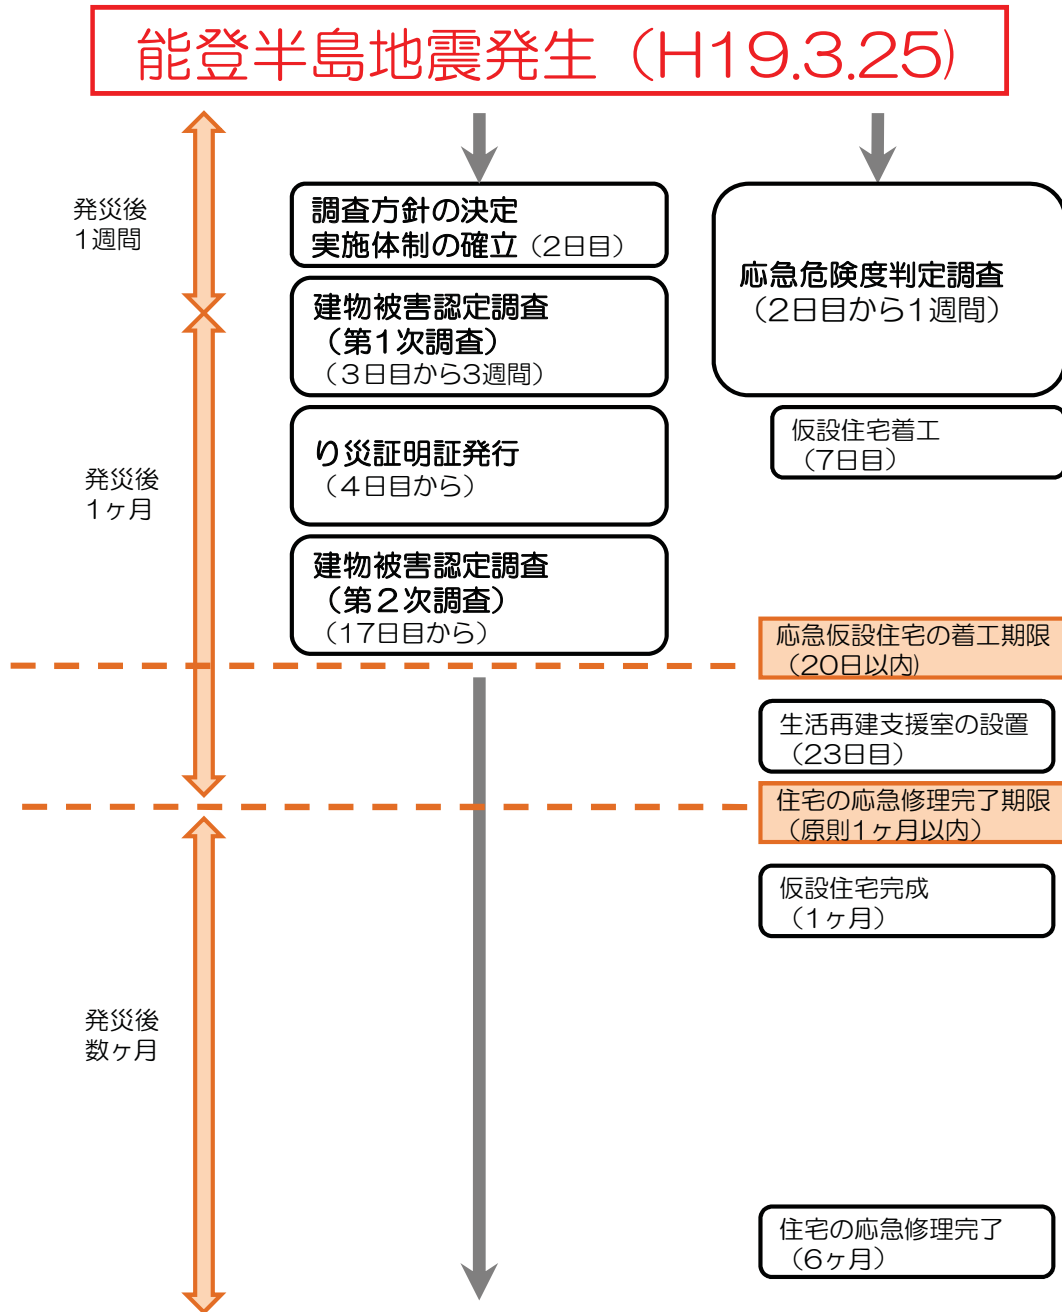 能登半島地震発生（H19.3.25）
発災後
1週間
調査方針の決定
実施体制の確立（2日目）
建物被害認定調査
（第1次調査）
（3日目から3週間）
り災証明証発行
（4日目から）
建物被害認定調査
（第2次調査）
（17日目から）
応急危険度判定調査
（2日目から1週間）
仮設住宅着工
（7日目）
発災後
1ヶ月
応急仮設住宅の着工期限
（20日以内）
生活再建支援室の設置
（23日目）
住宅の応急修理完了期限
（原則1ヶ月以内）
仮設住宅完成
（1ヶ月）
発災後
数ヶ月
住宅の応急修理完了
（6ヶ月）